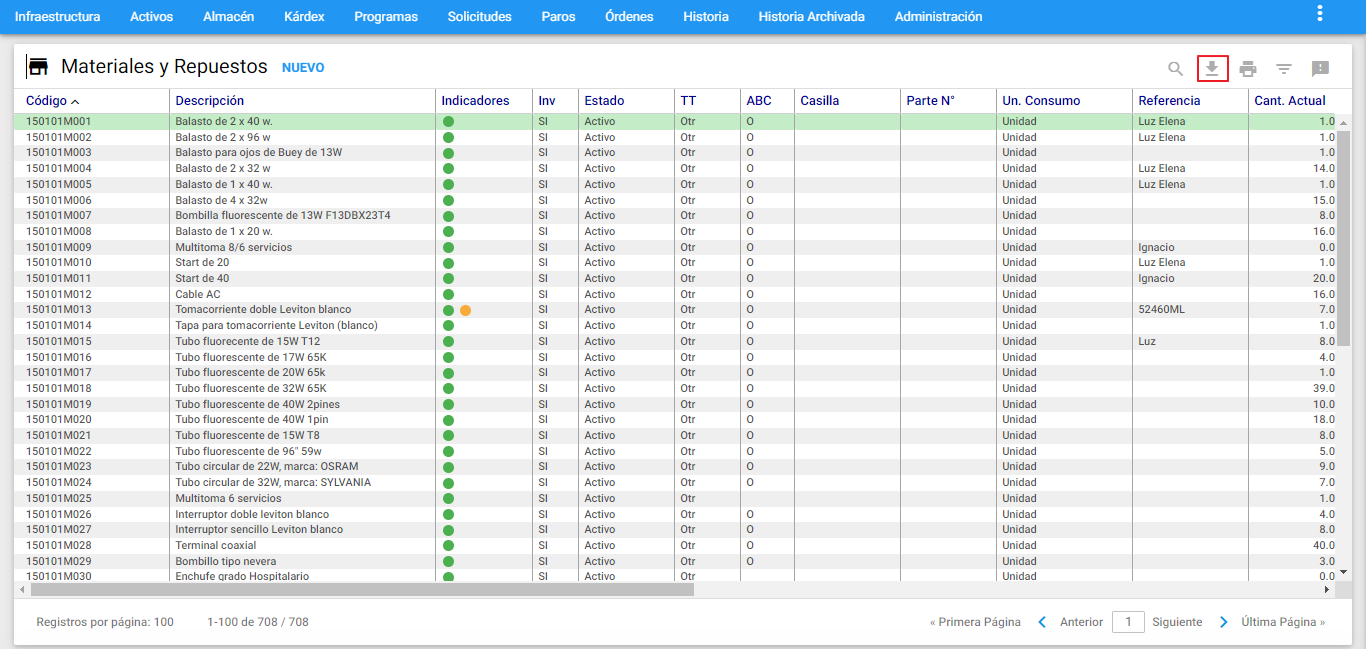 Infraestructura Activos Almacén Kárdex Programas Solicitudes Paros Órdenes Historia Historia Archivada Administración
Materiales y Repuestos NUEVO
Código Descripción Indicadores Inv Estado TT ABC Casilla Parte N° Un. Consumo Referencia Cant. Actual
150101M001 Balasto de 2 x 40 w. SI Activo Otr O Unidad Luz Elena 1.0
150101M002 Balasto de 2 x 96 w SI Activo Otr O Unidad Luz Elena 1.0
150101M003 Balasto para ojos de Buey de 13W SI Activo Otr O Unidad 1.0
150101M004 Balasto de 2 x 32 w SI Activo Otr O Unidad Luz Elena 14.0
150101M005 Balasto de 1 x 40 w. SI Activo Otr O Unidad Luz Elena 1.0
150101M006 Balasto de 4 x 32w SI Activo Otr O Unidad 15.0
150101M007 Bombilla fluorescente de 13W F13DBX23T4 SI Activo Otr O Unidad 8.0
150101M008 Balasto de 1 x 20 w. SI Activo Otr O Unidad 16.0
150101M009 Multitoma 8/6 servicios SI Activo Otr O Unidad Ignacio 0.0
150101M010 Start de 20 SI Activo Otr O Unidad Luz Elena 1.0
150101M011 Start de 40 SI Activo Otr O Unidad Ignacio 20.0
150101M012 Cable AC SI Activo Otr O Unidad 16.0
150101M013 Tomacorriente doble Leviton blanco SI Activo Otr O Unidad 52460ML 7.0
150101M014 Tapa para tomacorriente Leviton (blanco) SI Activo Otr O Unidad 1.0
150101M015 Tubo fluorecente de 15W T12 SI Activo Otr O Unidad Luz 8.0
150101M016 Tubo fluorescente de 17W 65K SI Activo Otr O Unidad 4.0
150101M017 Tubo fluorescente de 20W 65k SI Activo Otr O Unidad 1.0
150101M018 Tubo fluorescente de 32W 65K SI Activo Otr O Unidad 39.0
150101M019 Tubo fluorescente de 40W 2pines SI Activo Otr O Unidad 10.0
150101M020 Tubo fluorescente de 40W 1pin SI Activo Otr O Unidad 18.0
150101M021 Tubo fluorescente de 15W T8 SI Activo Otr O Unidad 8.0
150101M022 Tubo fluorescente de 96" 59w SI Activo Otr O Unidad 5.0
150101M023 Tubo circular de 22W, marca: OSRAM SI Activo Otr O Unidad 9.0
150101M024 Tubo circular de 32W, marca: SYLVANIA SI Activo Otr O Unidad 7.0
150101M025 Multitoma 6 servicios SI Activo Otr Unidad 1.0
150101M026 Interruptor doble leviton blanco SI Activo Otr O Unidad 4.0
150101M027 Interruptor sencillo Leviton blanco SI Activo Otr O Unidad 8.0
150101M028 Terminal coaxial SI Activo Otr O Unidad 40.0
150101M029 Bombillo tipo nevera SI Activo Otr O Unidad 3.0
150101M030 Enchufe grado Hospitalario SI Activo Otr Unidad 0.0
Registros por página: 100 1-100 de 708 / 708 « Primera Página Anterior 1 Siguiente Última Página »